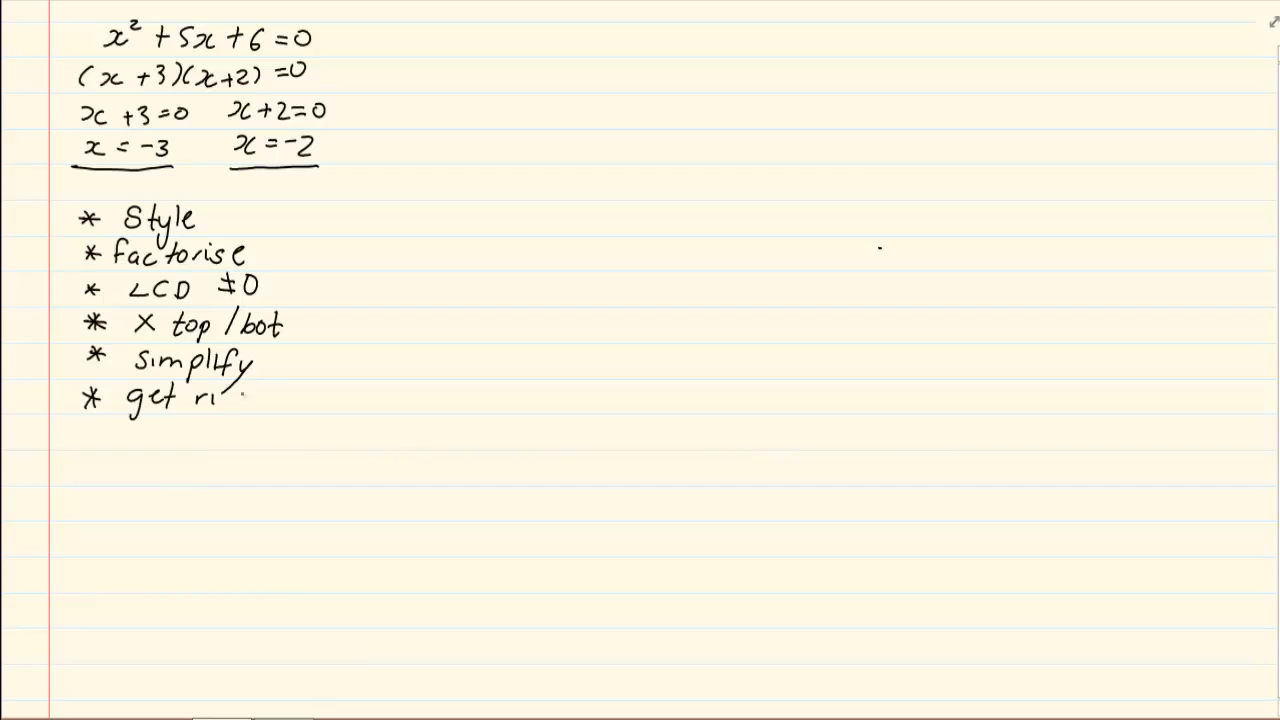 x² + 5x + 6 = 0
(x + 3)(x + 2) = 0
x + 3 = 0 x + 2 = 0
x = -3 x = -2
* Style
* factorise
* LCD ≠ 0
* × top / bot
* simplify
* get ri